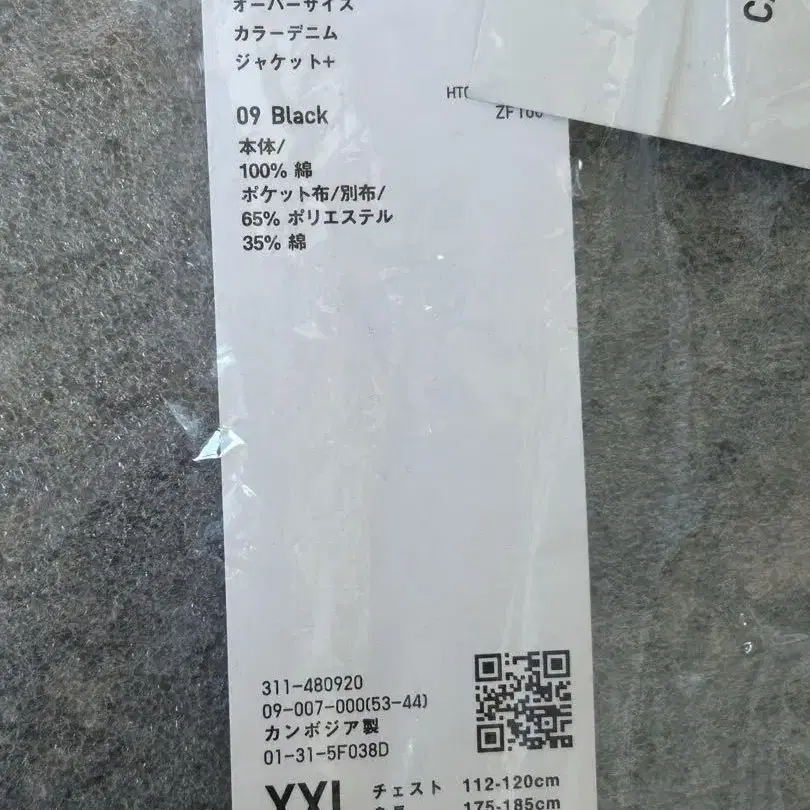 オーバーサイズ
カラーデニム
ジャケット+
09 Black
本体/
100% 綿
ポケット布/別布/
65% ポリエステル
35% 綿
311-480920
09-007-000(53-44)
カンボジア製
01-31-5F038D
XXL チェスト 112-120cm
175-185cm